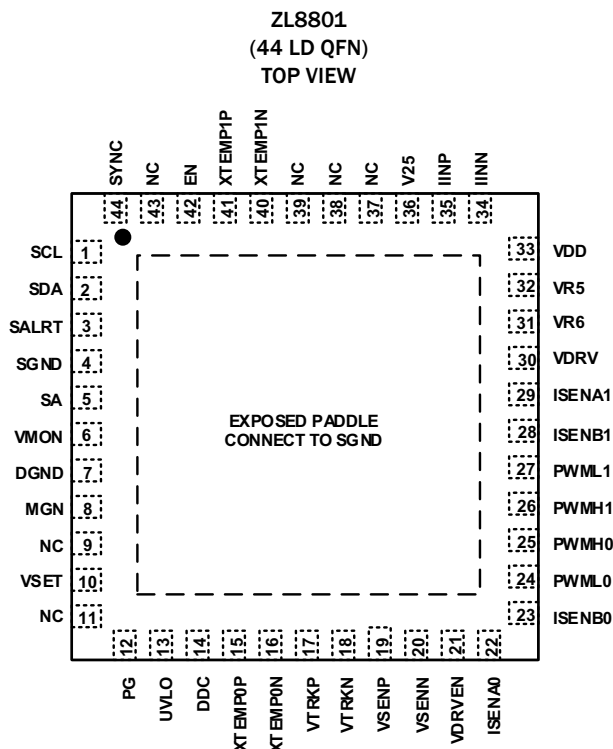 ZL8801
(44 LD QFN)
TOP VIEW
SYNC
NC
EN
XTEMP1P
XTEMP1N
NC
NC
NC
V25
IINP
IINN
44
43
42
41
40
39
38
37
36
35
34
SCL 1
SDA 2
SALRT 3
SGND 4
SA 5
VMON 6
DGND 7
MGN 8
NC 9
VSET 10
NC 11
EXPOSED PADDLE
CONNECT TO SGND
33 VDD
32 VR5
31 VR6
30 VDRV
29 ISENA1
28 ISENB1
27 PWML1
26 PWMH1
25 PWMH0
24 PWML0
23 ISENB0
12
13
14
15
16
17
18
19
20
21
22
PG
UVLO
DDC
XTEMP0P
XTEMP0N
VTRKP
VTRKN
VSENP
VSENN
VDRVEN
ISENA0